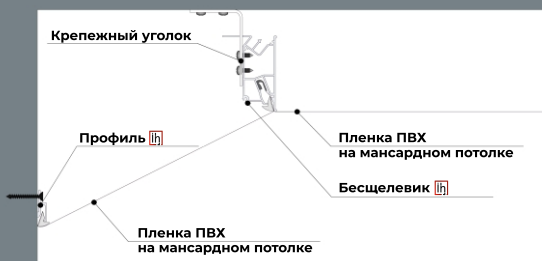 Крепежный уголок
Профиль
Пленка ПВХ
на мансардном потолке
Бесщелевик
Пленка ПВХ
на мансардном потолке